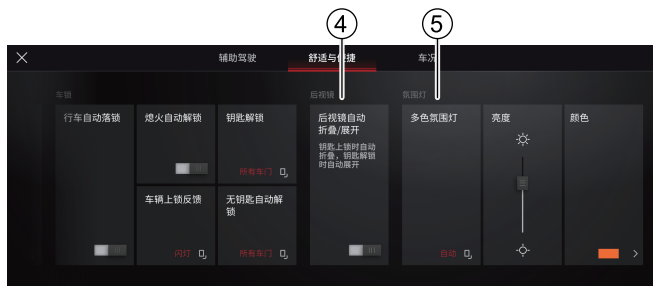 ④ ⑤
辅助驾驶 舒适与便捷 车况
车锁 后视镜 氛围灯
行车自动落锁
熄火自动解锁
钥匙解锁
所有车门
车辆上锁反馈
闪灯
无钥匙自动解
锁
所有车门
后视镜自动
折叠/展开
钥匙上锁时自动
折叠，钥匙解锁
时自动展开
多色氛围灯
自动
亮度
颜色